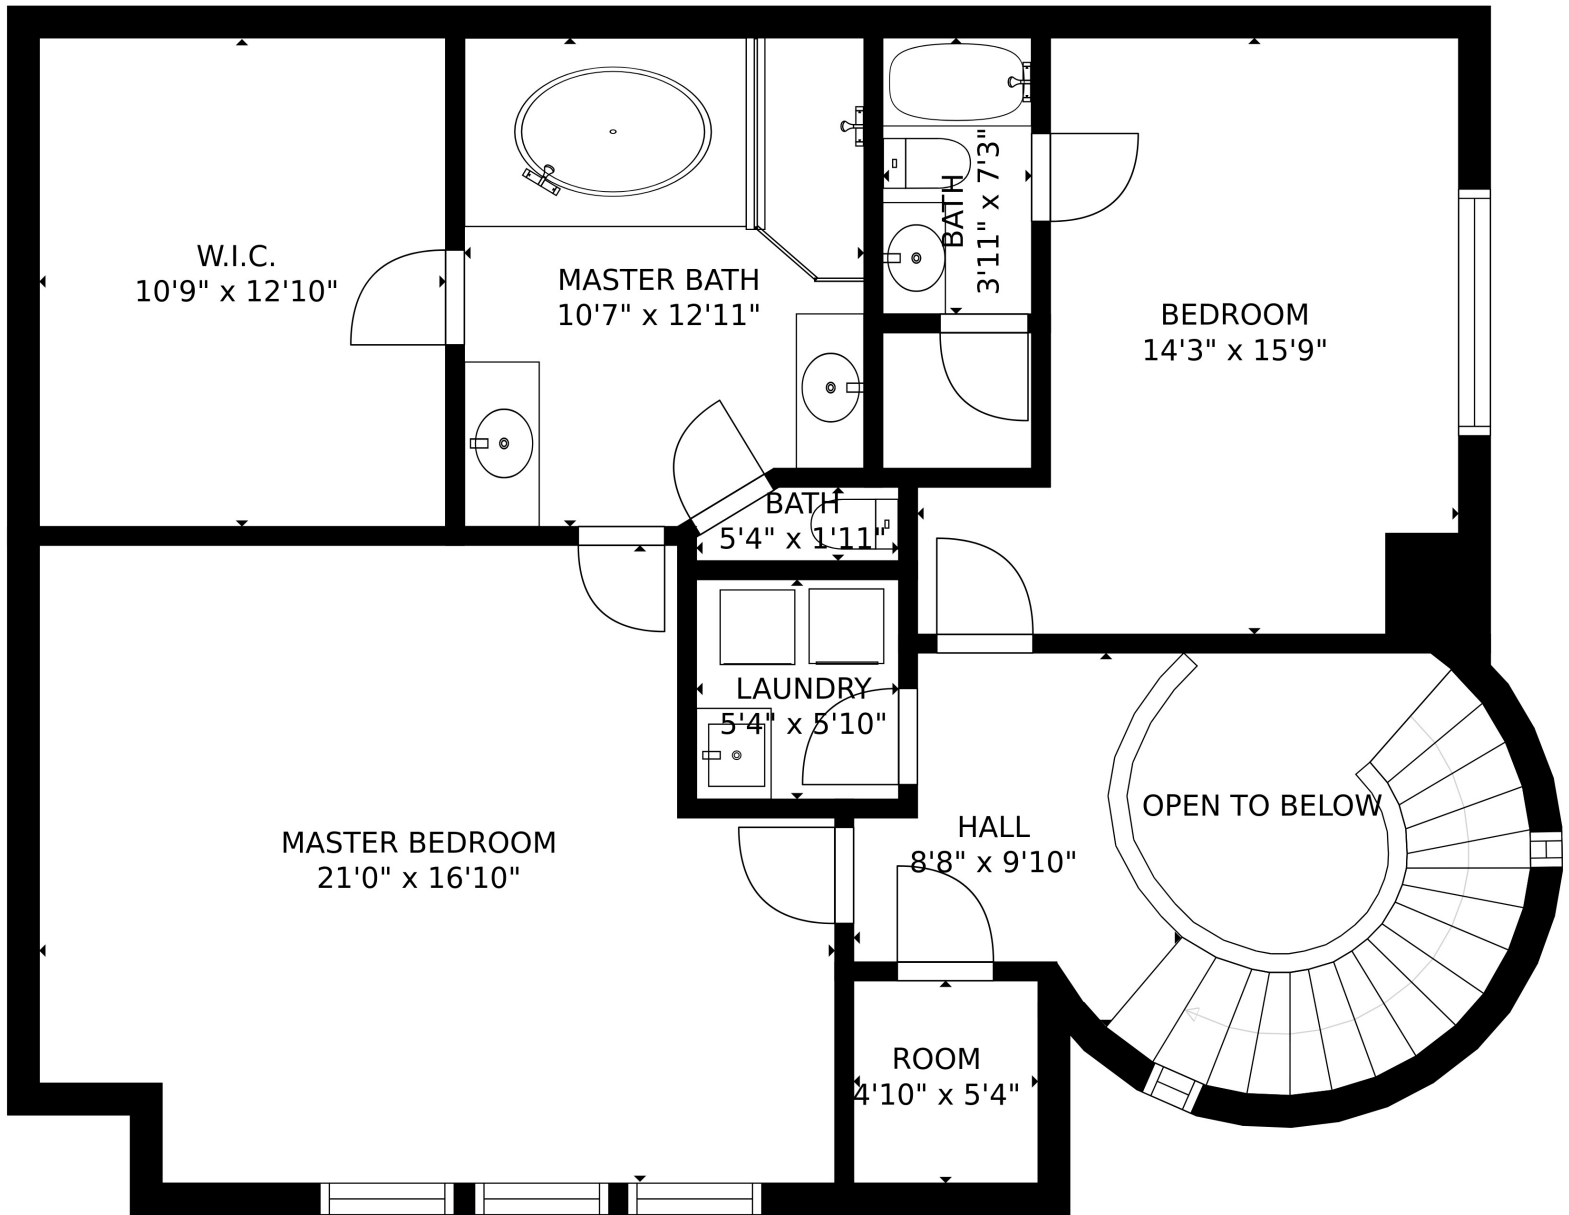 W.I.C.
10'9" x 12'10"
MASTER BATH
10'7" x 12'11"
BATH
3'11" x 7'3"
BEDROOM
14'3" x 15'9"
BATH
5'4" x 1'11"
LAUNDRY
5'4" x 5'10"
MASTER BEDROOM
21'0" x 16'10"
HALL
8'8" x 9'10"
OPEN TO BELOW
ROOM
4'10" x 5'4"